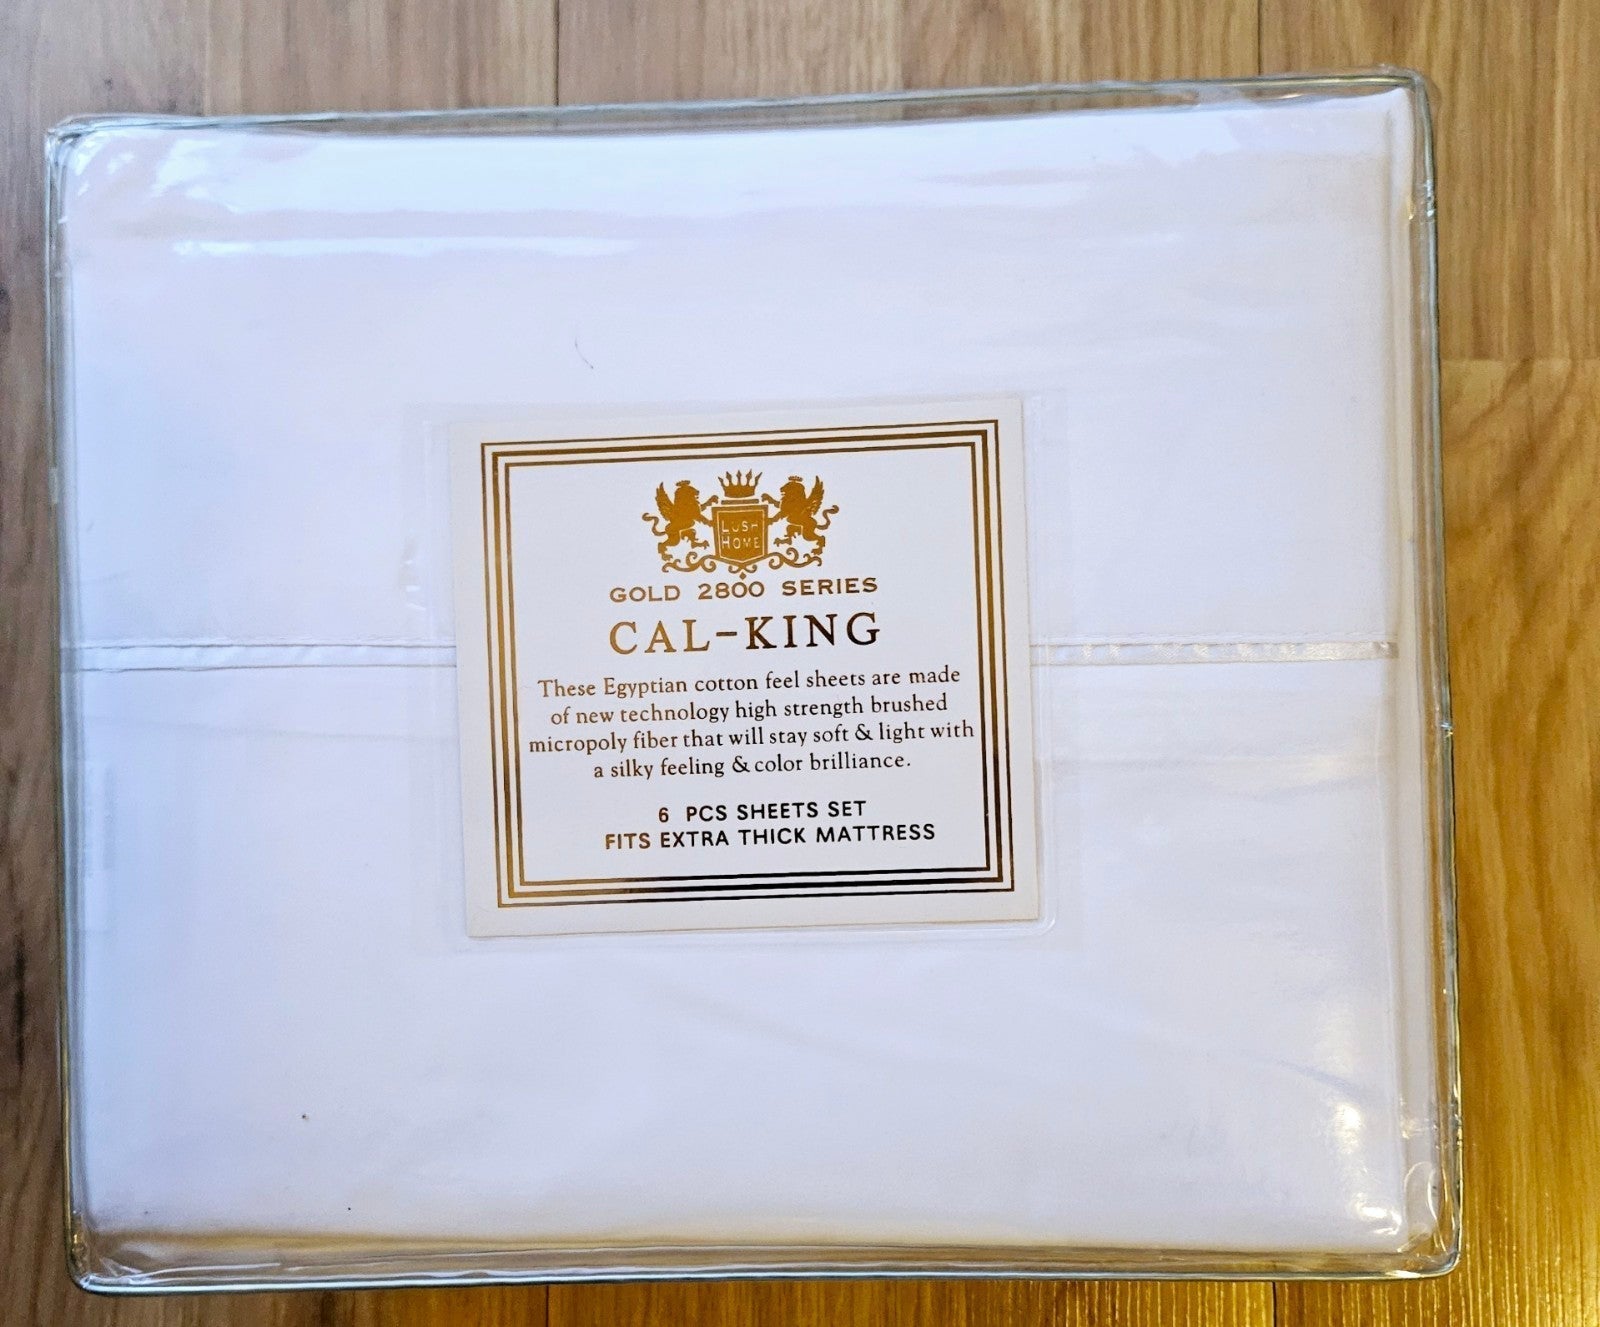 LUSH
HOME
GOLD 2800 SERIES
CAL-KING
These Egyptian cotton feel sheets are made
of new technology high strength brushed
micropoly fiber that will stay soft & light with
a silky feeling & color brilliance.
6 PCS SHEETS SET
FITS EXTRA THICK MATTRESS